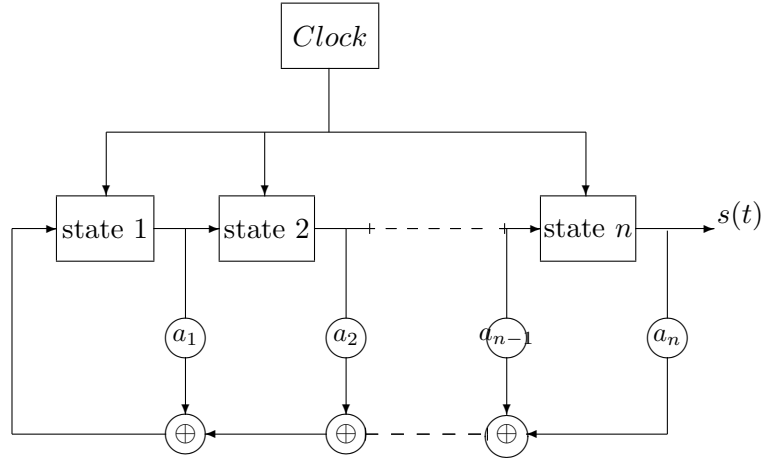 Clock
state 1
state 2
state n
s(t)
a₁
a₂
aₙ₋₁
aₙ
⊕
⊕
⊕